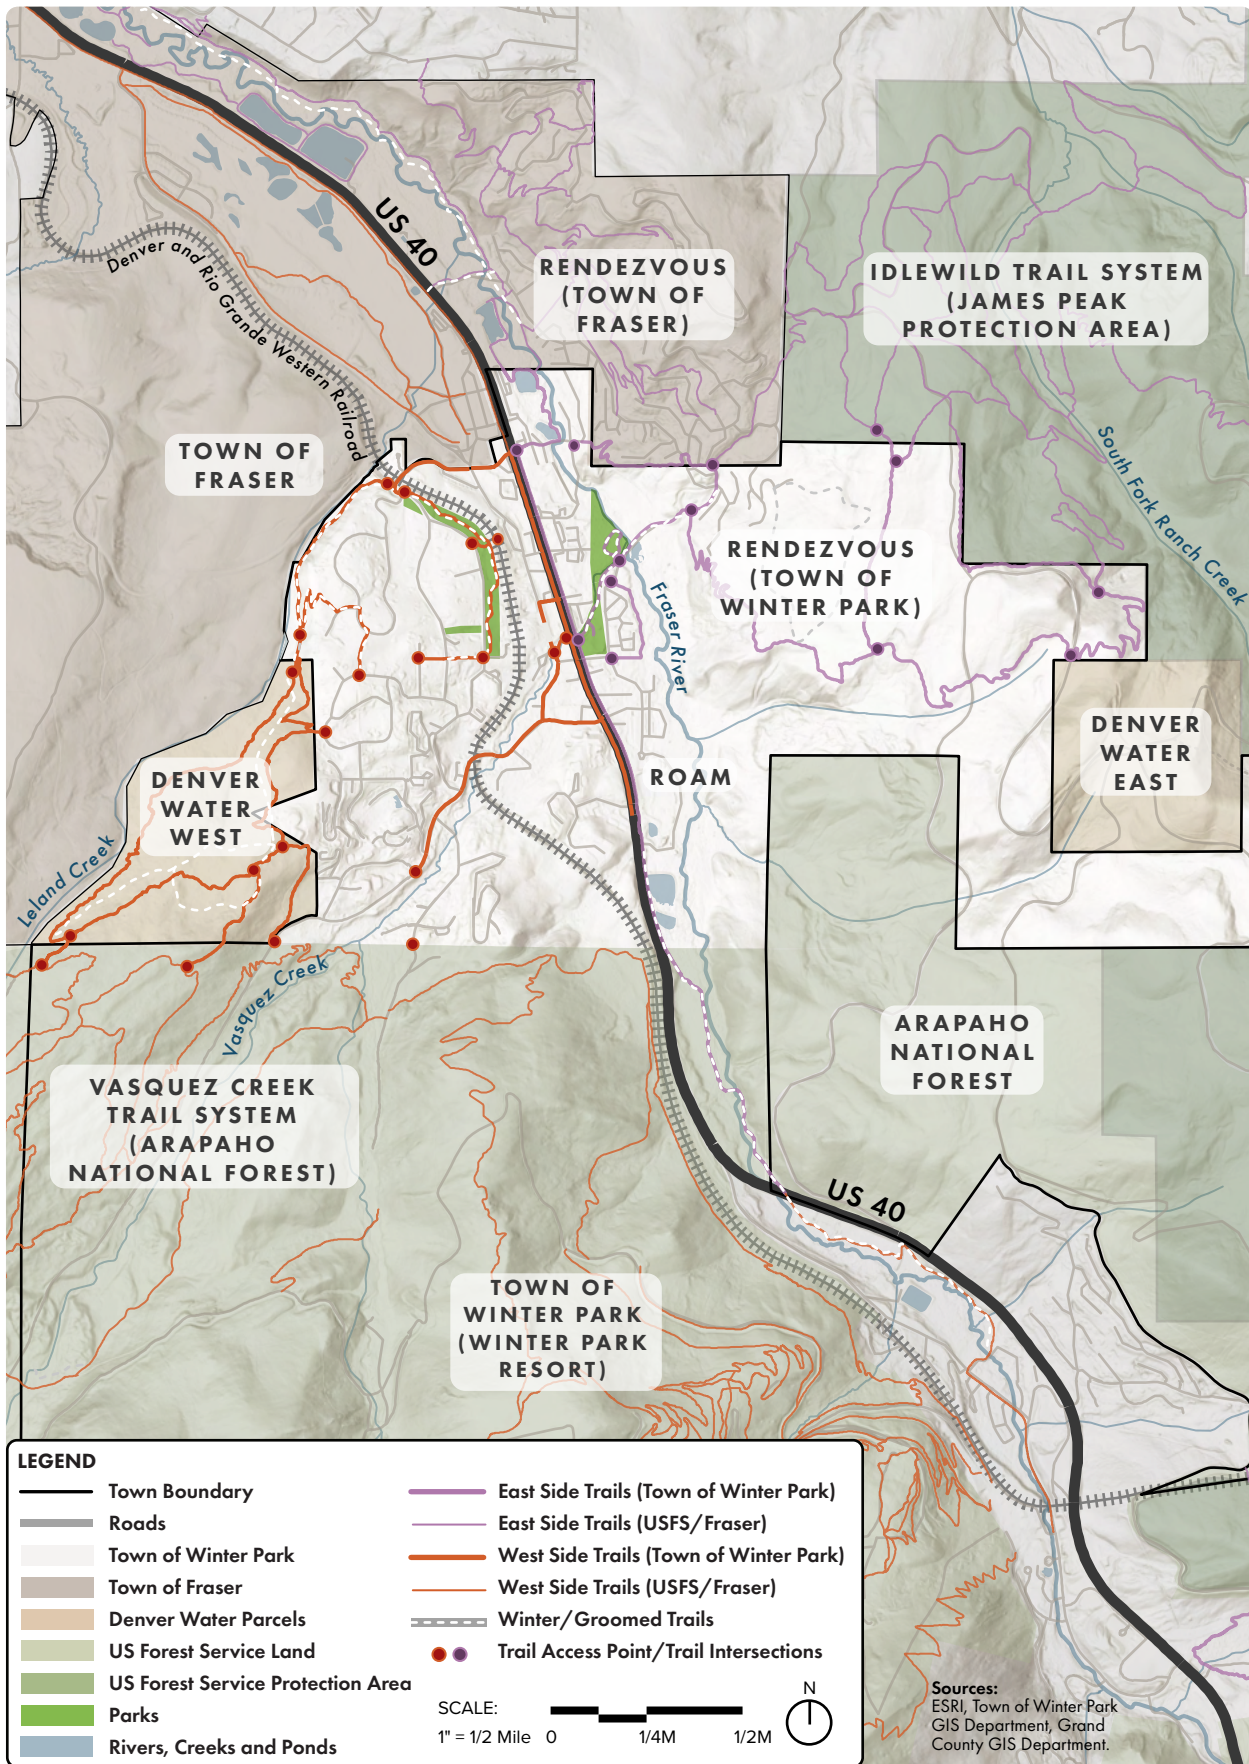 US 40
Denver and Rio Grande Western Railroad
RENDEZVOUS
(TOWN OF
FRASER)
IDLEWILD TRAIL SYSTEM
(JAMES PEAK
PROTECTION AREA)
TOWN OF
FRASER
South Fork Ranch Creek
RENDEZVOUS
(TOWN OF
WINTER PARK)
Fraser River
DENVER
WATER
EAST
ROAM
DENVER
WATER
WEST
Leland Creek
Vasquez Creek
ARAPAHO
NATIONAL
FOREST
VASQUEZ CREEK
TRAIL SYSTEM
(ARAPAHO
NATIONAL FOREST)
US 40
TOWN OF
WINTER PARK
(WINTER PARK
RESORT)
LEGEND
Town Boundary
Roads
Town of Winter Park
Town of Fraser
Denver Water Parcels
US Forest Service Land
US Forest Service Protection Area
Parks
Rivers, Creeks and Ponds
East Side Trails (Town of Winter Park)
East Side Trails (USFS/Fraser)
West Side Trails (Town of Winter Park)
West Side Trails (USFS/Fraser)
Winter/Groomed Trails
Trail Access Point/Trail Intersections
SCALE:
1" = 1/2 Mile 0 1/4M 1/2M
N
Sources:
ESRI, Town of Winter Park
GIS Department, Grand
County GIS Department.